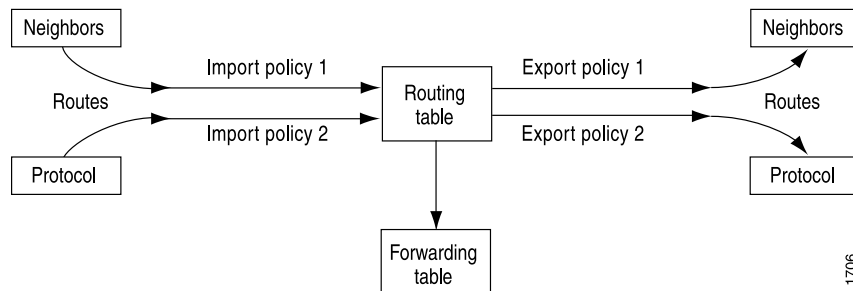 Neighbors
Neighbors
Import policy 1
Export policy 1
Routes
Routing
table
Routes
Import policy 2
Export policy 2
Protocol
Protocol
Forwarding
table
1706